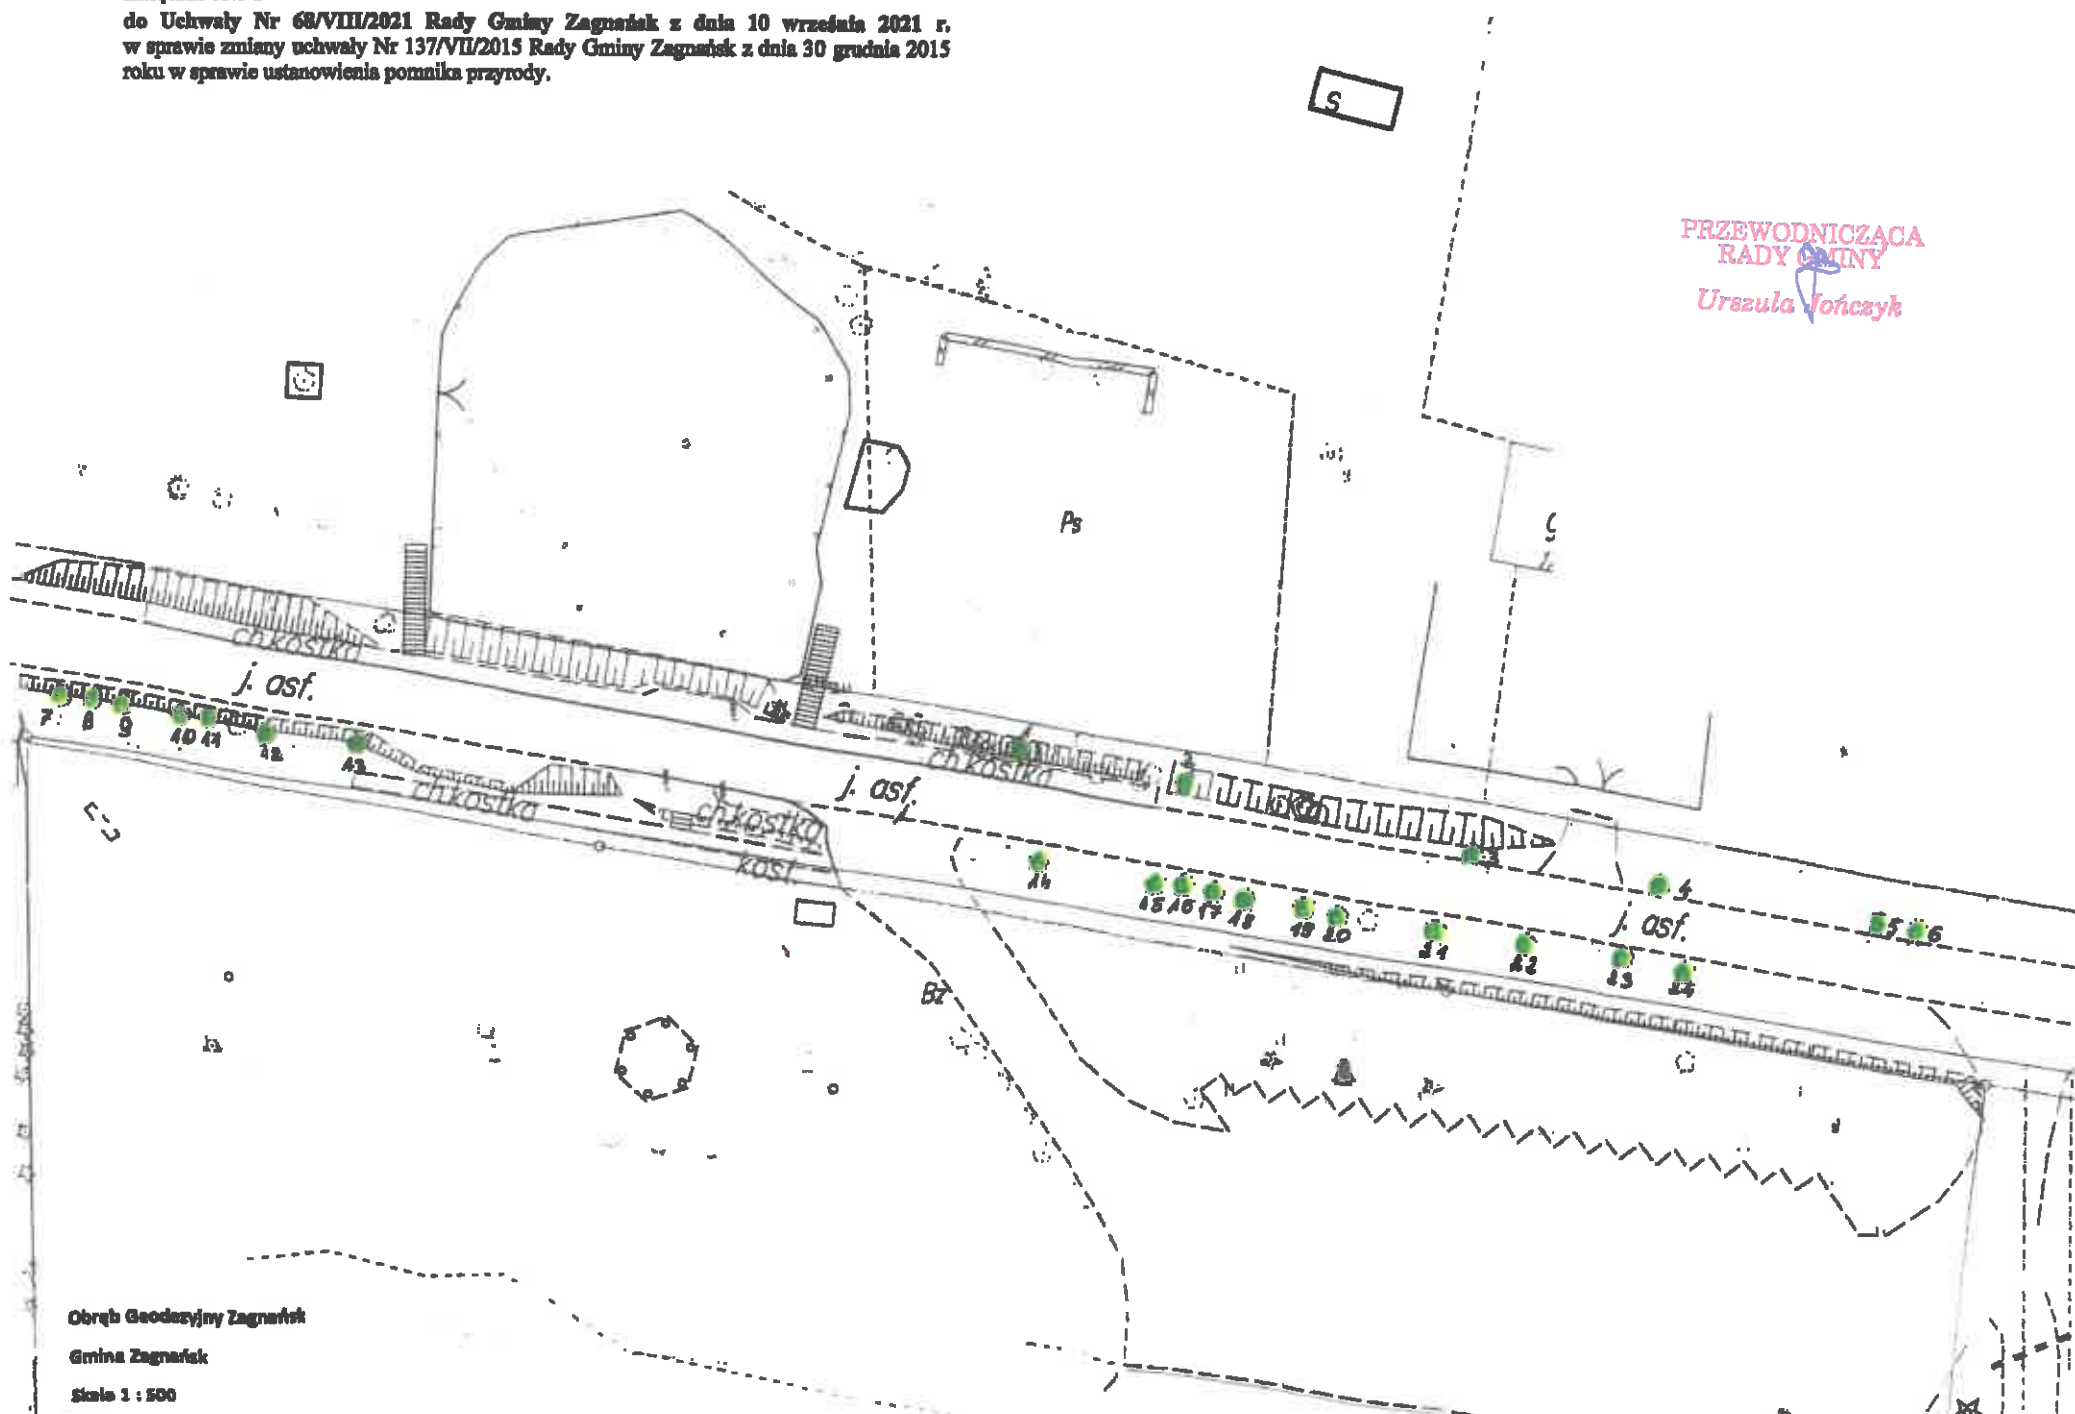 do Uchwały Nr 68/VIII/2021 Rady Gminy Zagnańsk z dnia 10 września 2021 r.
w sprawie zmiany uchwały Nr 137/VII/2015 Rady Gminy Zagnańsk z dnia 30 grudnia 2015
roku w sprawie ustanowienia pomnika przyrody.
S
PRZEWODNICZĄCA
RADY GMINY
Urszula Jończyk
Ps
ch.kostka
j. asf.
7 8 9 10 11 12 13
ch.kostka
ch.kostka
kost.
j. asf.
ch.kostka
2
3
4
5 6
14 15 16 17 18 19 20 21 22 23 24
j. asf.
Bz
Obręb Geodezyjny Zagnańsk
Gmina Zagnańsk
Skala 1 : 500